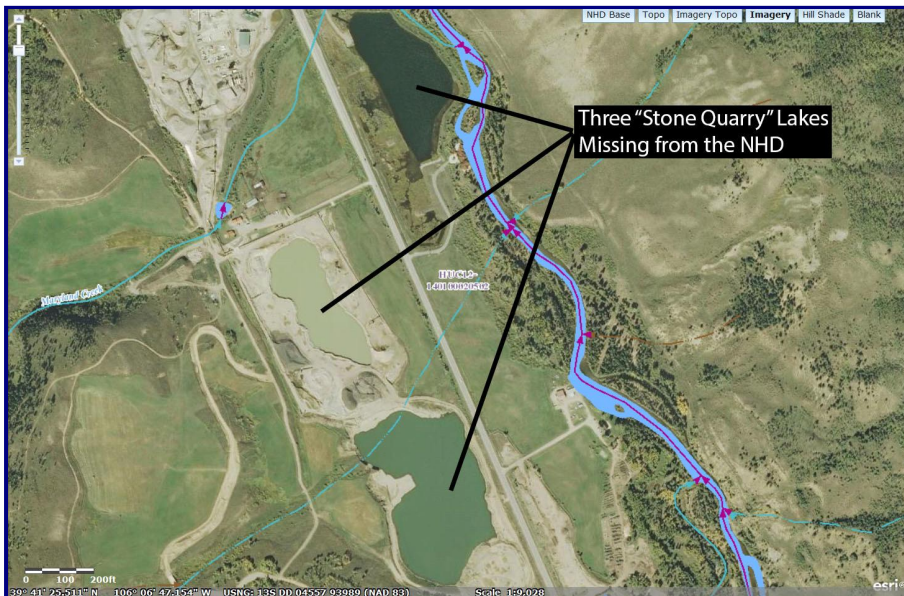 NHD Base Topo Imagery Topo Imagery Hill Shade Blank
Three “Stone Quarry” Lakes
Missing from the NHD
HUC12-
140100020502
Maryland Creek
0 100 200ft
39° 41' 25.511" N 106° 06' 47.154" W USNG: 13S DD 04557 93989 (NAD 83) Scale 1:9,028
esri